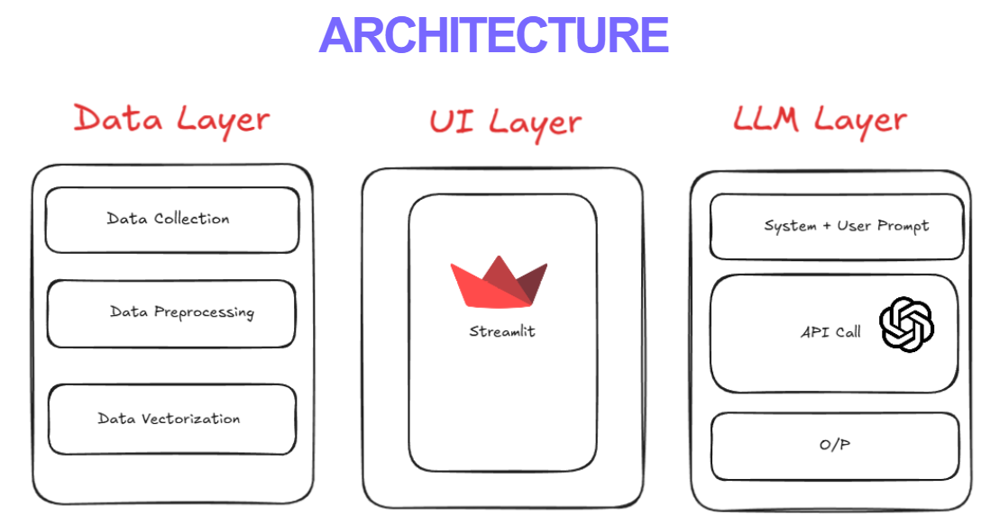 ARCHITECTURE
Data Layer
Data Collection
Data Preprocessing
Data Vectorization
UI Layer
Streamlit
LLM Layer
System + User Prompt
API Call
O/P